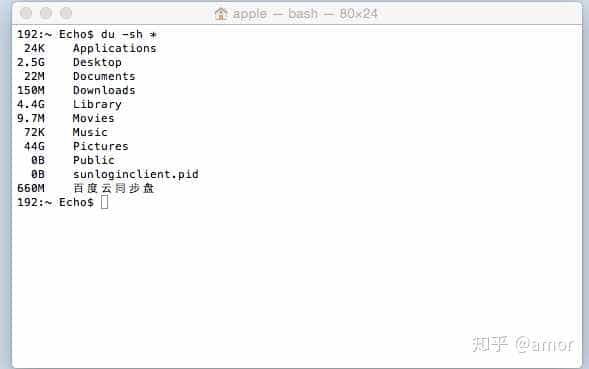 apple — bash — 80×24
192:~ Echo$ du -sh *
24K Applications
2.5G Desktop
22M Documents
150M Downloads
4.4G Library
9.7M Movies
72K Music
44G Pictures
0B Public
0B sunloginclient.pid
660M 百度云同步盘
192:~ Echo$
知乎 @amor